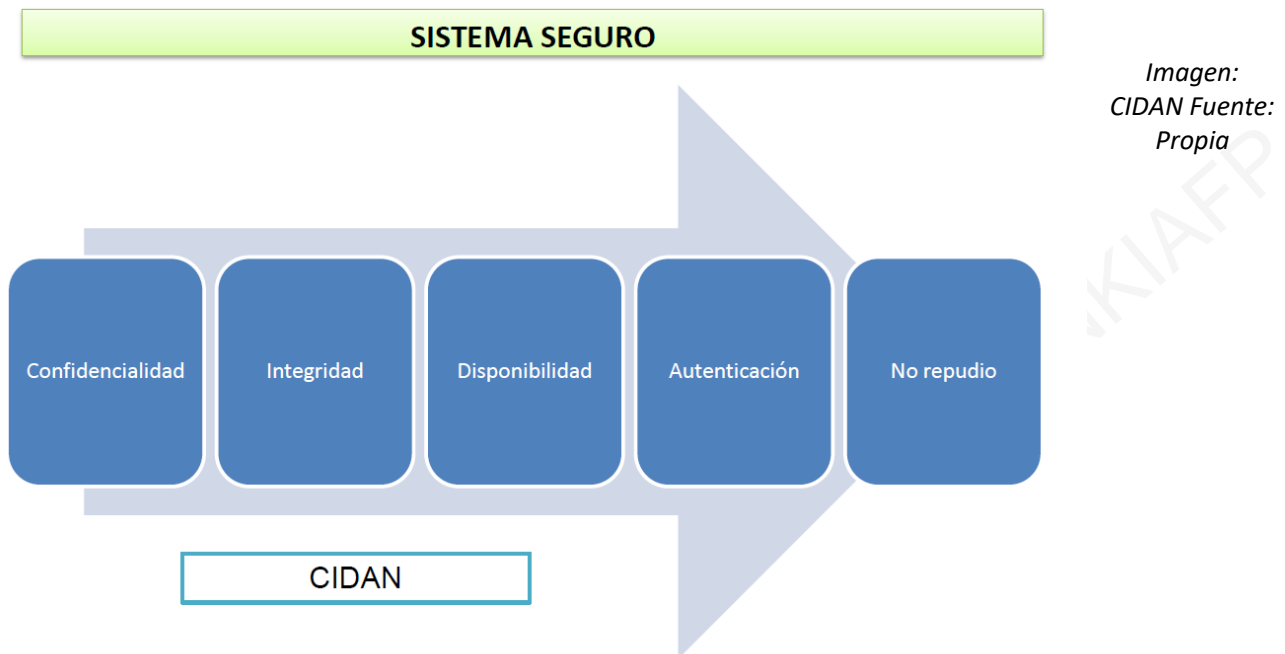 SISTEMA SEGURO
Imagen:
CIDAN Fuente:
Propia
Confidencialidad
Integridad
Disponibilidad
Autenticación
No repudio
CIDAN